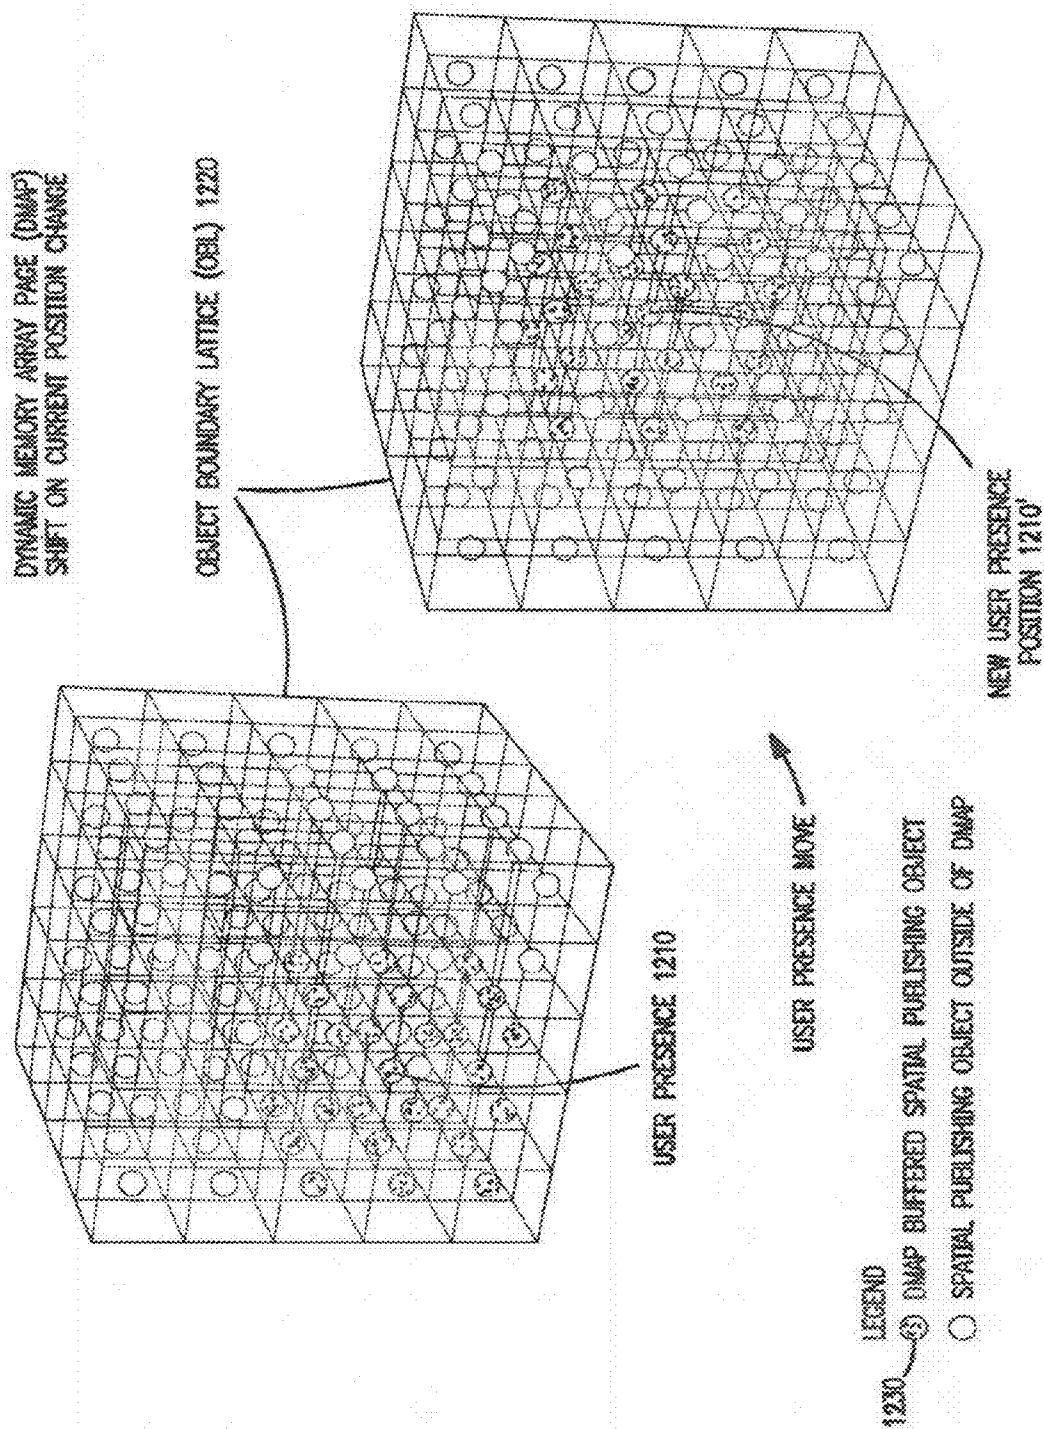 DYNAMIC MEMORY ARRAY PAGE (DMAP)
SHIFT ON CURRENT POSITION CHANGE
OBJECT BOUNDARY LATTICE (OBL) 1220
USER PRESENCE 1210
USER PRESENCE MOVE
NEW USER PRESENCE
POSITION 1210'
LEGEND
1230
DMAP BUFFERED SPATIAL PUBLISHING OBJECT
SPATIAL PUBLISHING OBJECT OUTSIDE OF DMAP